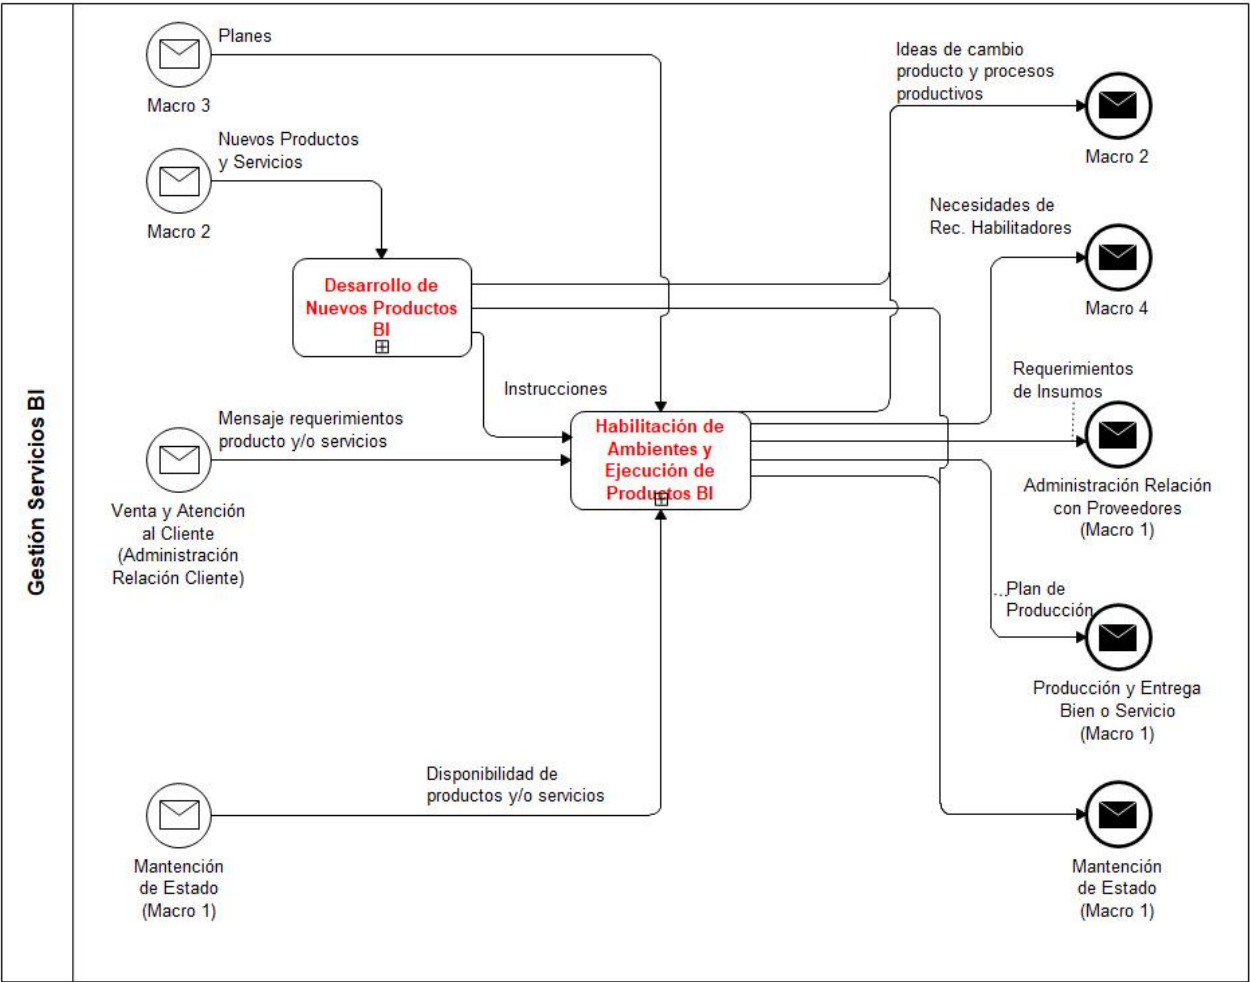 Gestión Servicios BI
Planes
Macro 3
Nuevos Productos
y Servicios
Macro 2
Desarrollo de
Nuevos Productos
BI
Instrucciones
Mensaje requerimientos
producto y/o servicios
Venta y Atención
al Cliente
(Administración
Relación Cliente)
Habilitación de
Ambientes y
Ejecución de
Productos BI
Disponibilidad de
productos y/o servicios
Mantención
de Estado
(Macro 1)
Ideas de cambio
producto y procesos
productivos
Macro 2
Necesidades de
Rec. Habilitadores
Macro 4
Requerimientos
de Insumos
Administración Relación
con Proveedores
(Macro 1)
Plan de
Producción
Producción y Entrega
Bien o Servicio
(Macro 1)
Mantención
de Estado
(Macro 1)